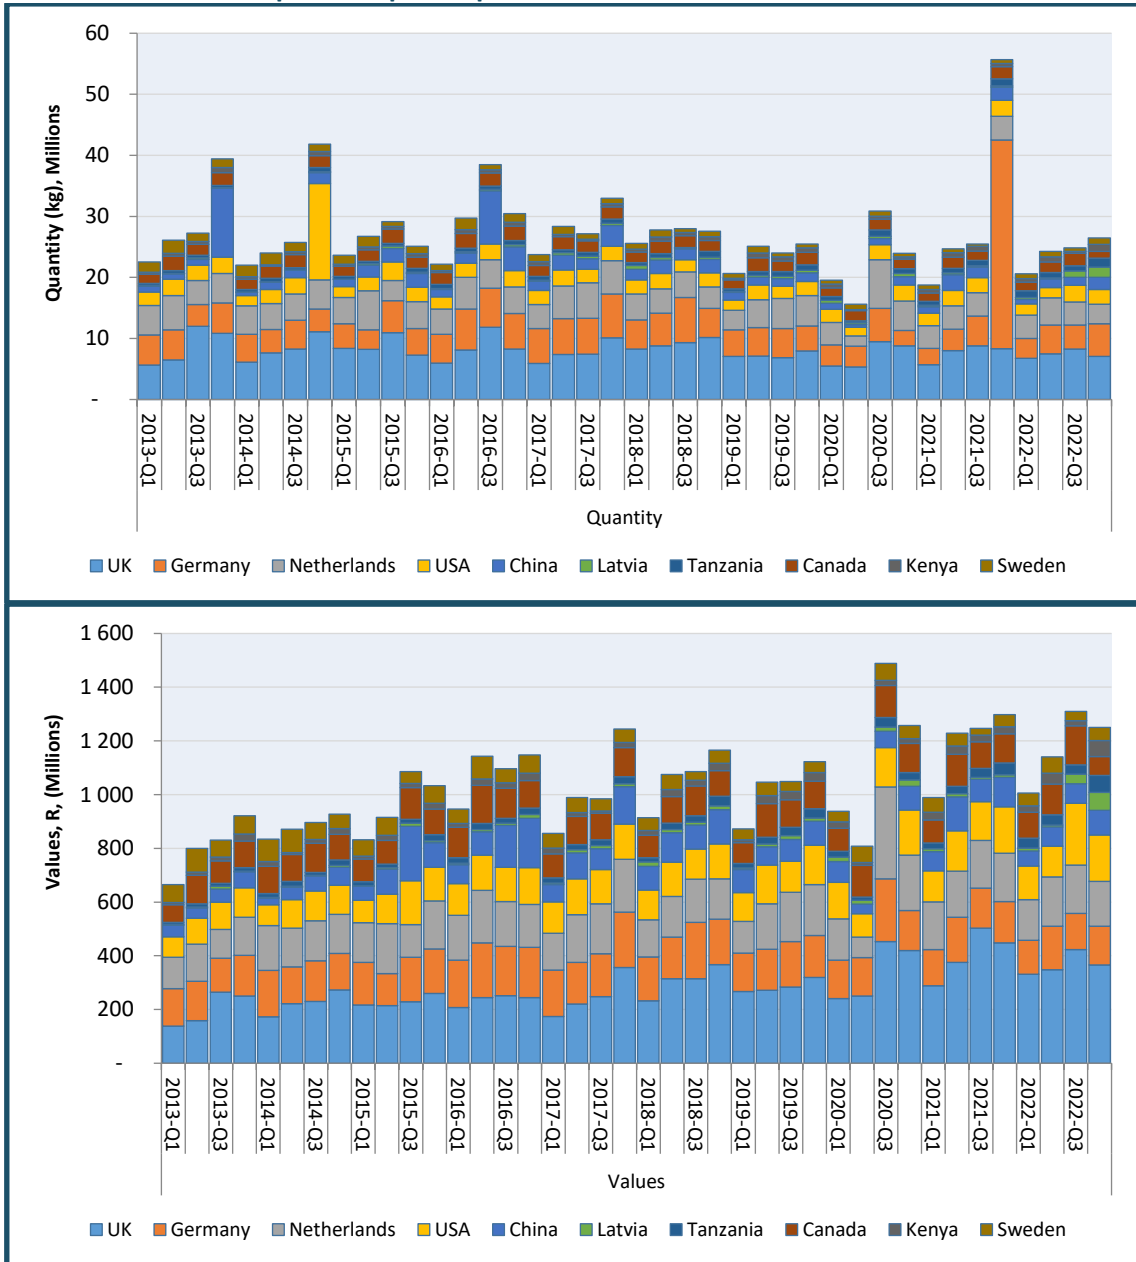 60
50
40
30
20
10
-
Quantity (kg), Millions
2013-Q1
2013-Q3
2014-Q1
2014-Q3
2015-Q1
2015-Q3
2016-Q1
2016-Q3
2017-Q1
2017-Q3
2018-Q1
2018-Q3
2019-Q1
2019-Q3
2020-Q1
2020-Q3
2021-Q1
2021-Q3
2022-Q1
2022-Q3
Quantity
UK Germany Netherlands USA China Latvia Tanzania Canada Kenya Sweden
1 600
1 400
1 200
1 000
800
600
400
200
-
Values, R, (Millions)
2013-Q1
2013-Q3
2014-Q1
2014-Q3
2015-Q1
2015-Q3
2016-Q1
2016-Q3
2017-Q1
2017-Q3
2018-Q1
2018-Q3
2019-Q1
2019-Q3
2020-Q1
2020-Q3
2021-Q1
2021-Q3
2022-Q1
2022-Q3
Values
UK Germany Netherlands USA China Latvia Tanzania Canada Kenya Sweden